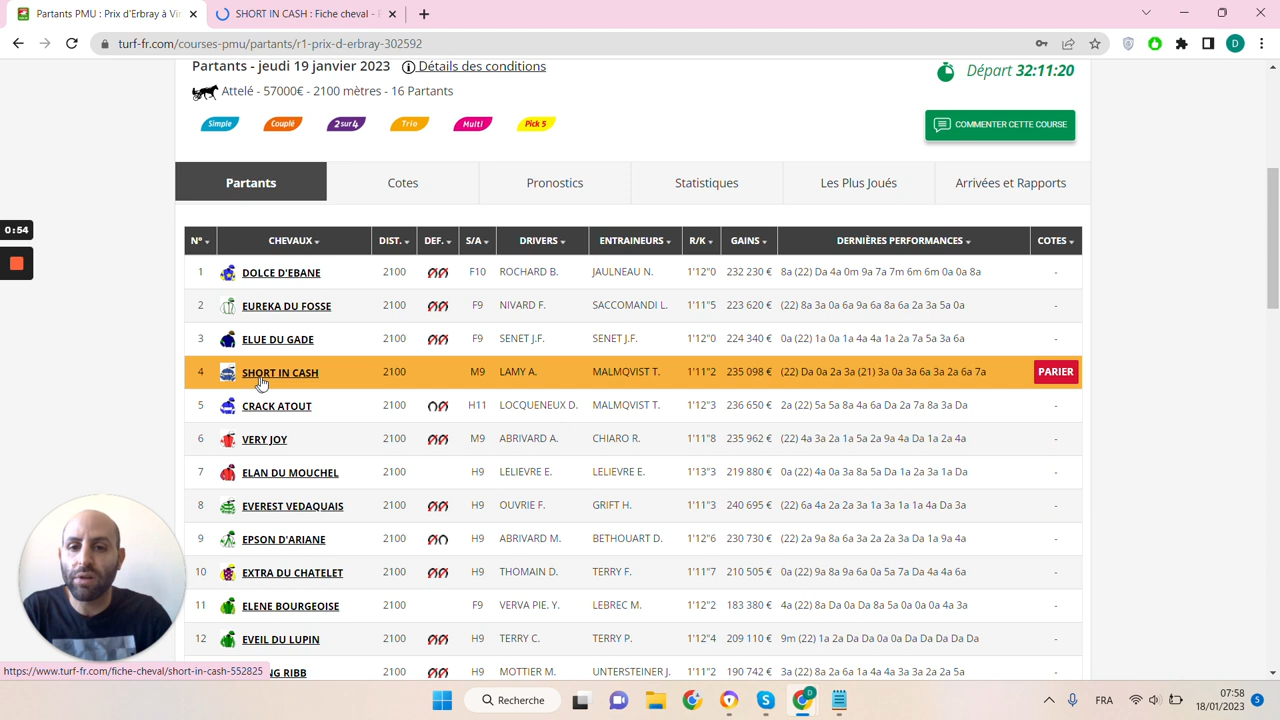 Partants PMU : Prix d'Erbray à Vin
SHORT IN CASH : Fiche cheval -
turf-fr.com/courses-pmu/partants/r1-prix-d-erbray-302592
D
Partants - jeudi 19 janvier 2023 Détails des conditions
Départ 32:11:20
Attelé - 57000€ - 2100 mètres - 16 Partants
Simple Couplé 2sur4 Trio Multi Pick 5
COMMENTER CETTE COURSE
Partants Cotes Pronostics Statistiques Les Plus Joués Arrivées et Rapports
0:54
N° CHEVAUX DIST. DEF. S/A DRIVERS ENTRAINEURS R/K GAINS DERNIÈRES PERFORMANCES COTES
1 DOLCE D'EBANE 2100 F10 ROCHARD B. JAULNEAU N. 1'12"0 232 230 € 8a (22) Da 4a 0m 9a 7a 7m 6m 6m 0a 0a 8a -
2 EUREKA DU FOSSE 2100 F9 NIVARD F. SACCOMANDI L. 1'11"5 223 620 € (22) 8a 3a 0a 6a 9a 6a 8a 6a 2a 3a 5a 0a -
3 ELUE DU GADE 2100 F9 SENET J.F. SENET J.F. 1'12"0 224 340 € 0a (22) 1a 0a 1a 4a 4a 1a 2a 7a 5a 3a 6a -
4 SHORT IN CASH 2100 M9 LAMY A. MALMQVIST T. 1'11"2 235 098 € (22) Da 0a 2a 3a (21) 3a 0a 3a 6a 3a 2a 6a 7a PARIER
5 CRACK ATOUT 2100 H11 LOCQUENEUX D. MALMQVIST T. 1'12"3 236 650 € 2a (22) 5a 5a 8a 4a 6a Da 2a 7a 3a 3a Da -
6 VERY JOY 2100 M9 ABRIVARD A. CHIARO R. 1'11"8 235 962 € (22) 4a 3a 2a 1a 5a 2a 9a 4a Da 1a 2a 4a -
7 ELAN DU MOUCHEL 2100 H9 LELIEVRE E. LELIEVRE E. 1'13"3 219 880 € 0a (22) 4a 0a 3a 8a 5a Da 1a 2a 3a 1a Da -
8 EVEREST VEDAQUAIS 2100 H9 OUVRIE F. GRIFT H. 1'11"2 240 695 € (22) 6a 4a 2a 2a 3a 1a 3a 1a 1a 4a Da 3a -
9 EPSON D'ARIANE 2100 H9 ABRIVARD M. BETHOUART D. 1'12"6 230 730 € (22) 2a 9a 8a 6a 3a 2a 2a 3a Da 1a 9a 4a -
10 EXTRA DU CHATELET 2100 H9 THOMAIN D. TERRY F. 1'11"7 210 505 € 0a (22) 9a 8a 9a 6a 0a 5a 7a Da 4a 4a 6a -
11 ELENE BOURGEOISE 2100 F9 VERVA PIE. Y. LEBREC M. 1'12"2 183 380 € 4a (22) 8a Da 0a Da 8a 5a 0a 4a 3a -
12 EVEIL DU LUPIN 2100 H9 TERRY C. TERRY P. 1'12"4 209 110 € 9m (22) 1a 2a Da Da 0a 0a Da Da Da Da Da -
NG RIBB 2100 H9 MOTTIER M. UNTERSTEINER J. 1'11"2 190 742 € 3a (22) 8a 2a 6a 1a 4a 4a 3a 2a 2a 5a -
https://www.turf-fr.com/fiche-cheval/short-in-cash-552825
Recherche
FRA
07:58
18/01/2023
5